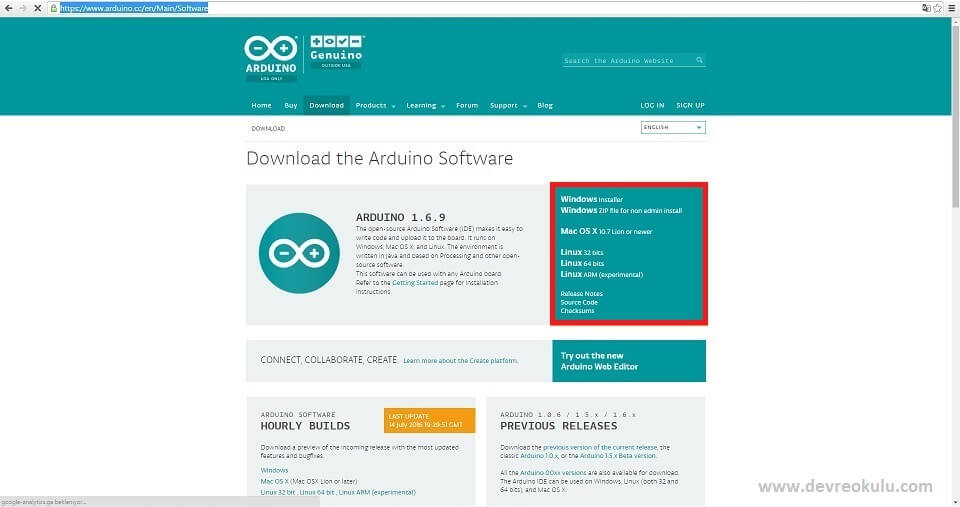 https://www.arduino.cc/en/Main/Software
ARDUINO
USA ONLY
Genuino
OUTSIDE USA
Search the Arduino Website
Home Buy Download Products Learning Forum Support Blog LOG IN SIGN UP
DOWNLOAD
ENGLISH
Download the Arduino Software
ARDUINO 1.6.9
The open-source Arduino Software (IDE) makes it easy to
write code and upload it to the board. It runs on
Windows, Mac OS X, and Linux. The environment is
written in Java and based on Processing and other open-
source software.
This software can be used with any Arduino board.
Refer to the Getting Started page for Installation
instructions.
Windows Installer
Windows ZIP file for non admin install
Mac OS X 10.7 Lion or newer
Linux 32 bits
Linux 64 bits
Linux ARM (experimental)
Release Notes
Source Code
Checksums
CONNECT, COLLABORATE, CREATE. Learn more about the Create platform.
Try out the new
Arduino Web Editor
ARDUINO SOFTWARE
HOURLY BUILDS
LAST UPDATE
14 July 2016 19:29:51 GMT
Download a preview of the incoming release with the most updated
features and bugfixes.
Windows
Mac OS X (Mac OSX Lion or later)
Linux 32 bit , Linux 64 bit , Linux ARM (experimental)
ARDUINO 1.0.6 / 1.5.x / 1.6.x
PREVIOUS RELEASES
Download the previous version of the current release, the
classic Arduino 1.0.x, or the Arduino 1.5.x Beta version.
All the Arduino 00xx versions are also available for download.
The Arduino IDE can be used on Windows, Linux (both 32 and
64 bits), and Mac OS X.
google-analytics.ga bekleniyor...
www.devreokulu.com